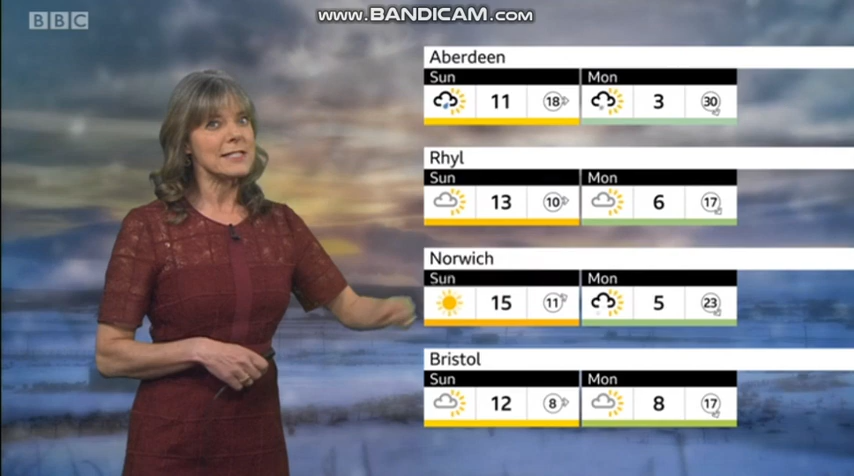 BBC
www.BANDICAM.com
Aberdeen
Sun Mon
11 18 3 30
Rhyl
Sun Mon
13 10 6 17
Norwich
Sun Mon
15 11 5 23
Bristol
Sun Mon
12 8 8 17